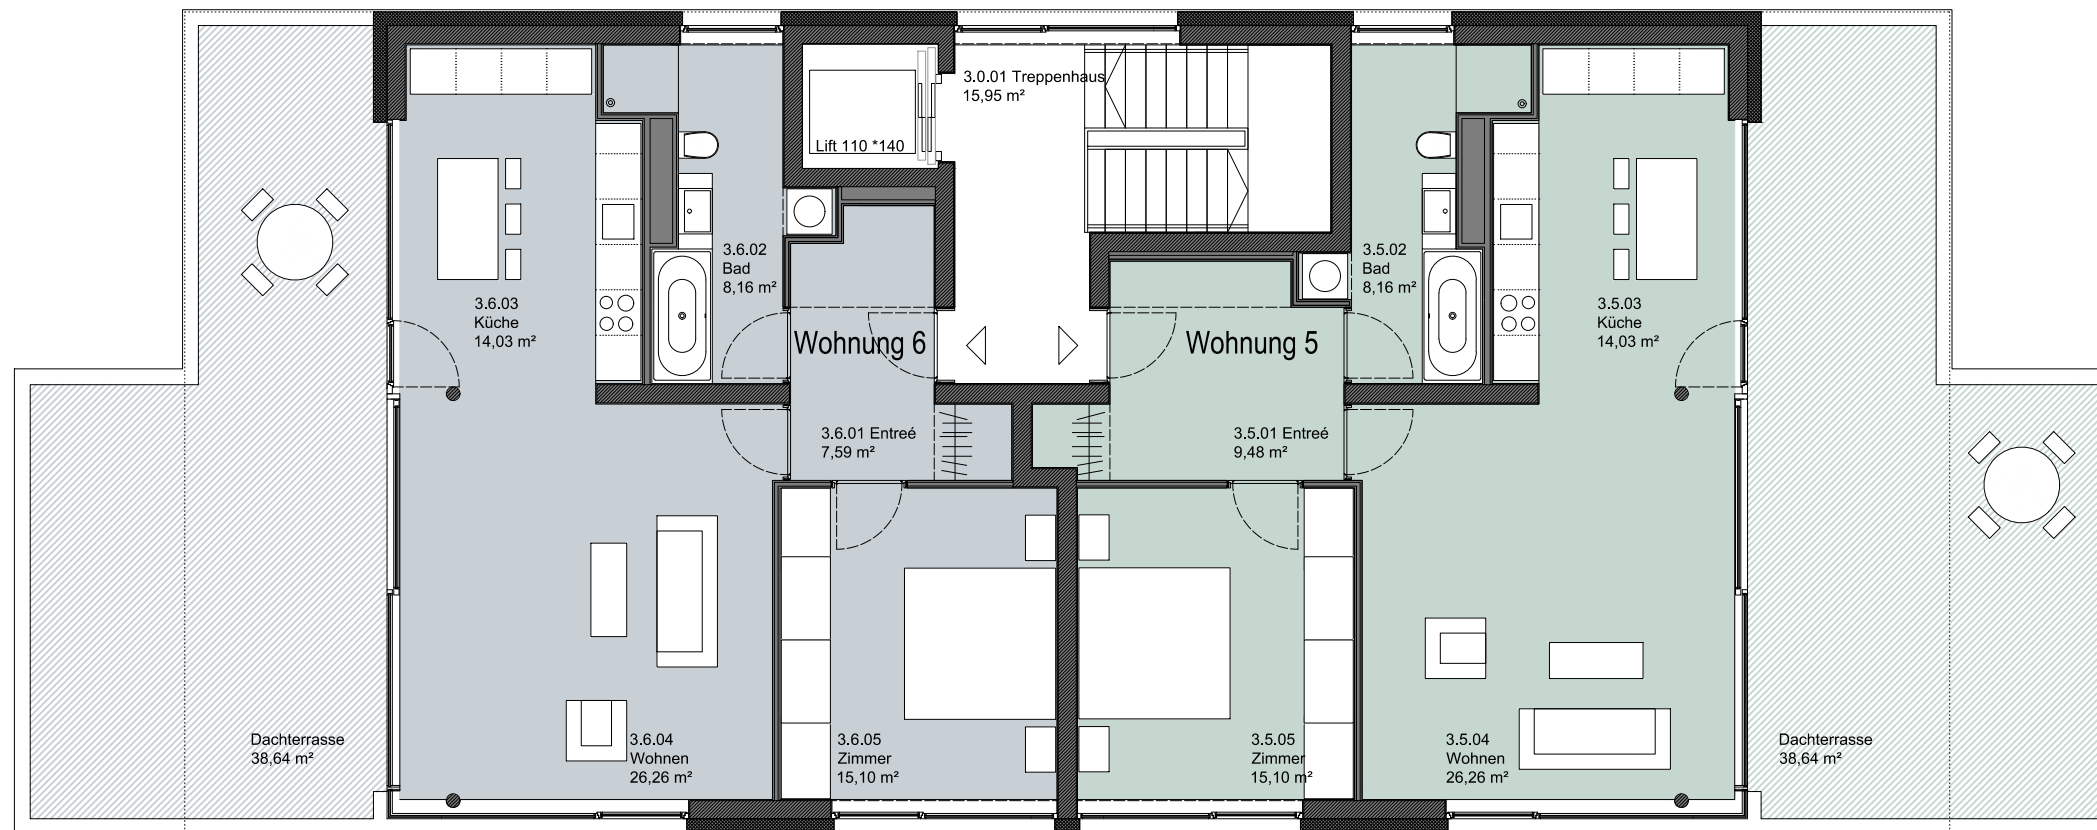 3.0.01 Treppenhaus
15,95 m²
Lift 110 *140
3.6.02
Bad
8,16 m²
3.5.02
Bad
8,16 m²
3.6.03
Küche
14,03 m²
3.5.03
Küche
14,03 m²
Wohnung 6
Wohnung 5
3.6.01 Entreé
7,59 m²
3.5.01 Entreé
9,48 m²
Dachterrasse
38,64 m²
3.6.04
Wohnen
26,26 m²
3.6.05
Zimmer
15,10 m²
3.5.05
Zimmer
15,10 m²
3.5.04
Wohnen
26,26 m²
Dachterrasse
38,64 m²